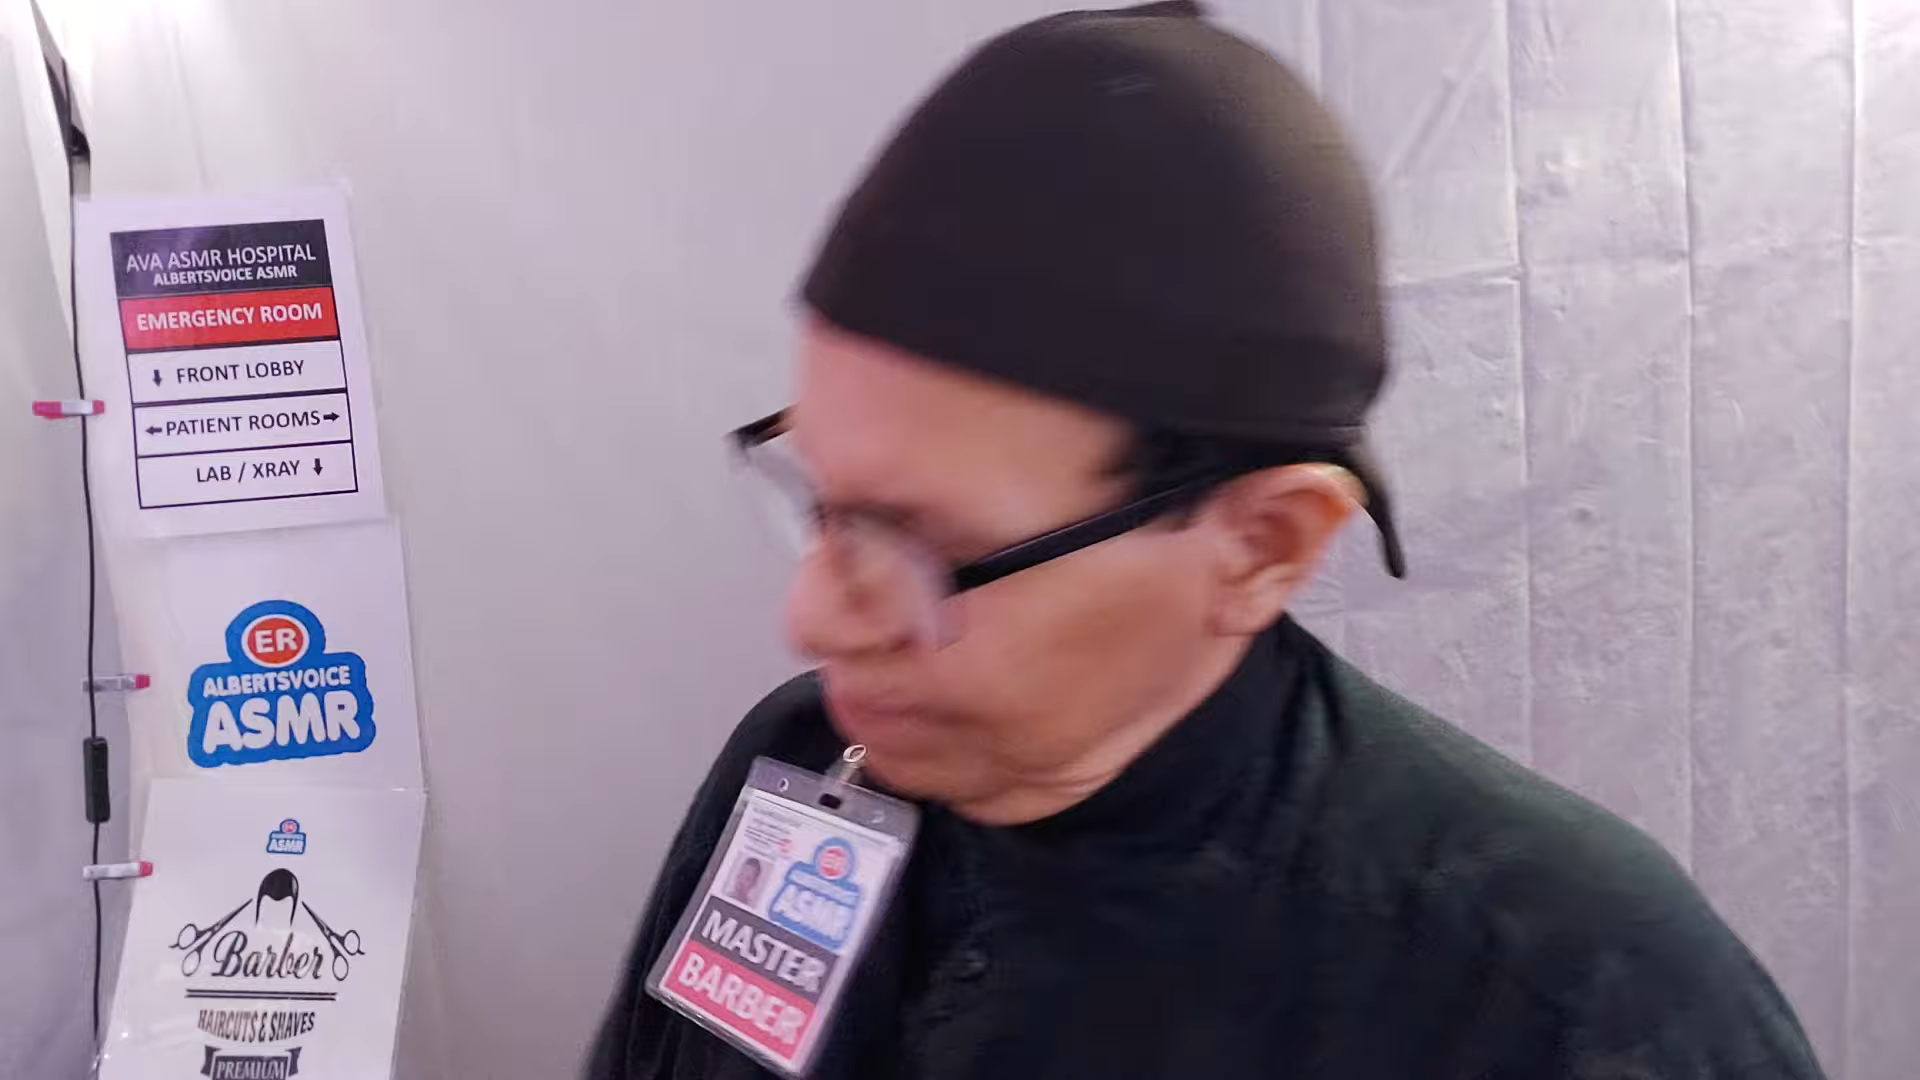 AVA ASMR HOSPITAL
ALBERTSVOICE ASMR
EMERGENCY ROOM
⬇ FRONT LOBBY
⬅PATIENT ROOMS➡
LAB / XRAY ⬇
ER
ALBERTSVOICE
ASMR
ASMR
Barber
HAIRCUTS & SHAVES
PREMIUM
ER
ASMR
MASTER
BARBER